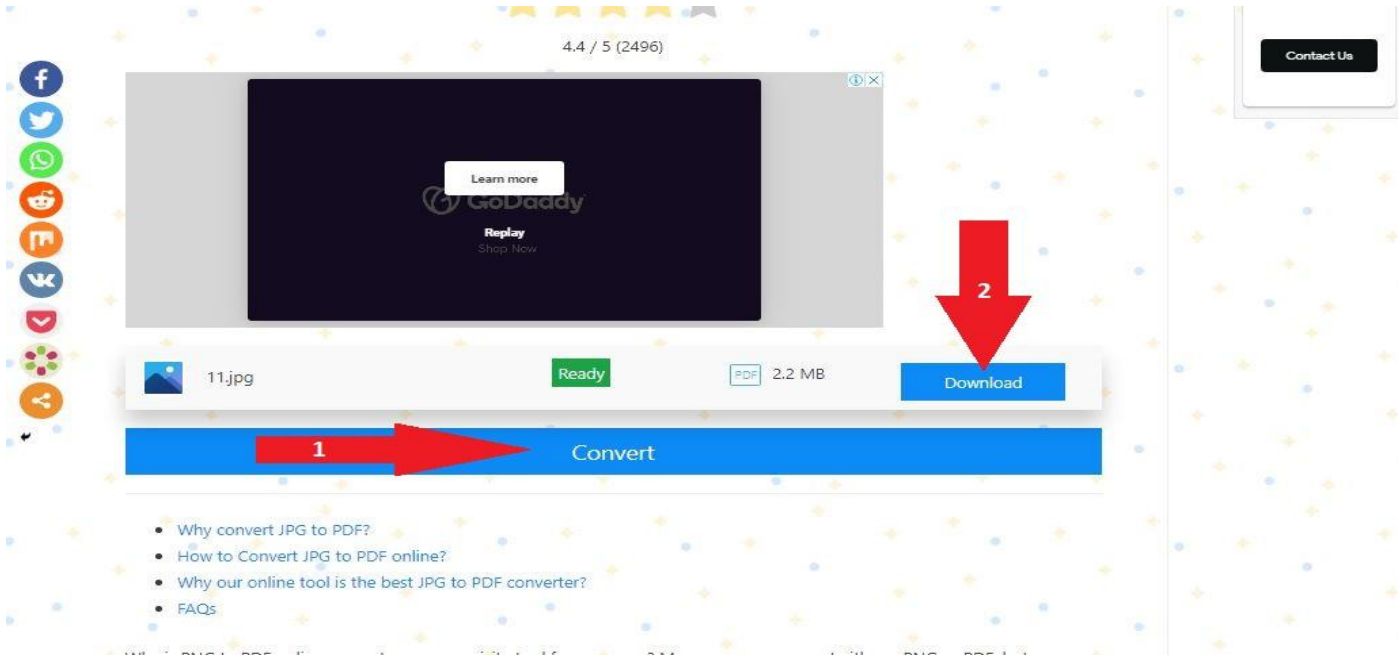 4.4 / 5 (2496)
Contact Us
Learn more
GoDaddy
Replay
Shop Now
2
11.jpg
Ready
PDF 2.2 MB
Download
1
Convert
Why convert JPG to PDF?
How to Convert JPG to PDF online?
Why our online tool is the best JPG to PDF converter?
FAQs